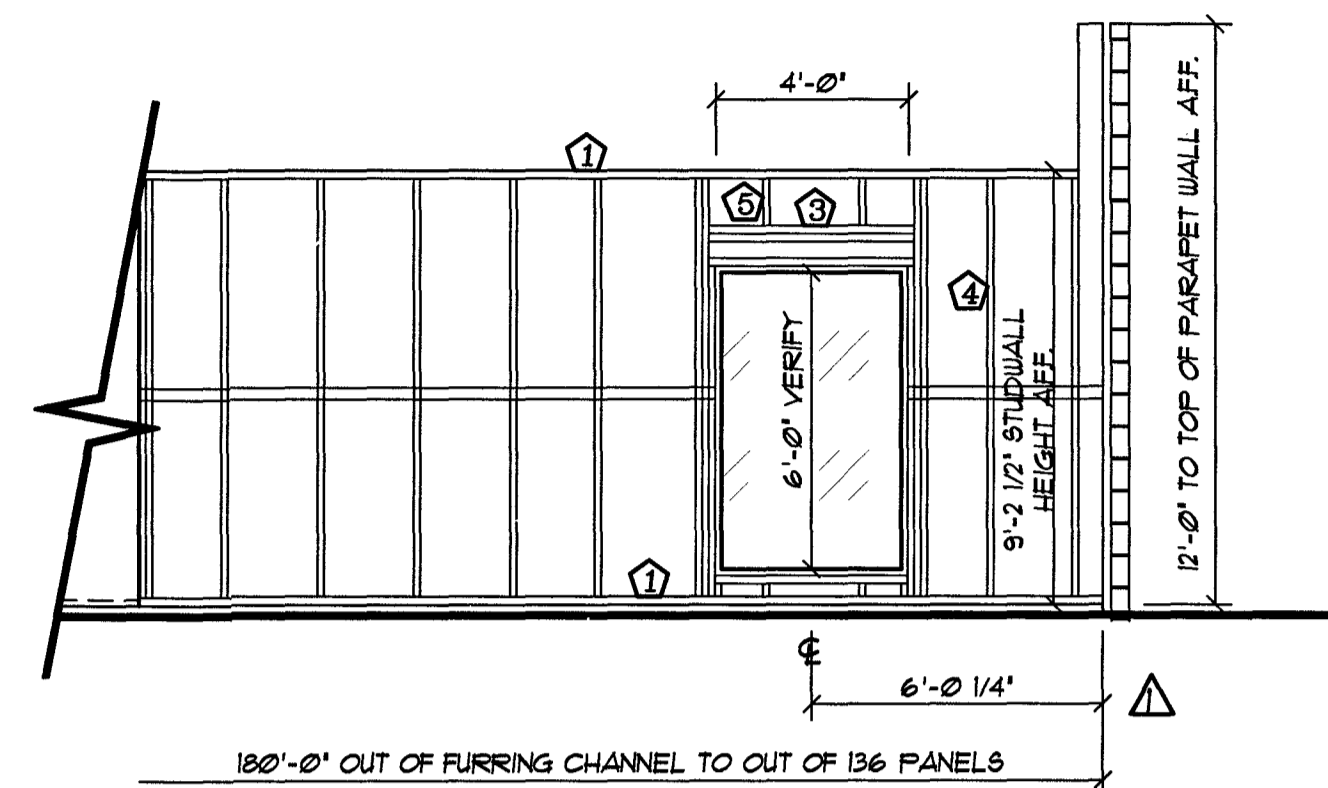 4'-0"
1
5
3
4
6'-0" VERIFY
9'-2 1/2" STUDWALL
HEIGHT A.F.F.
12'-0" TO TOP OF PARAPET WALL A.F.F.
1
℄
6'-0 1/4"
1
180'-0" OUT OF FURRING CHANNEL TO OUT OF 136 PANELS